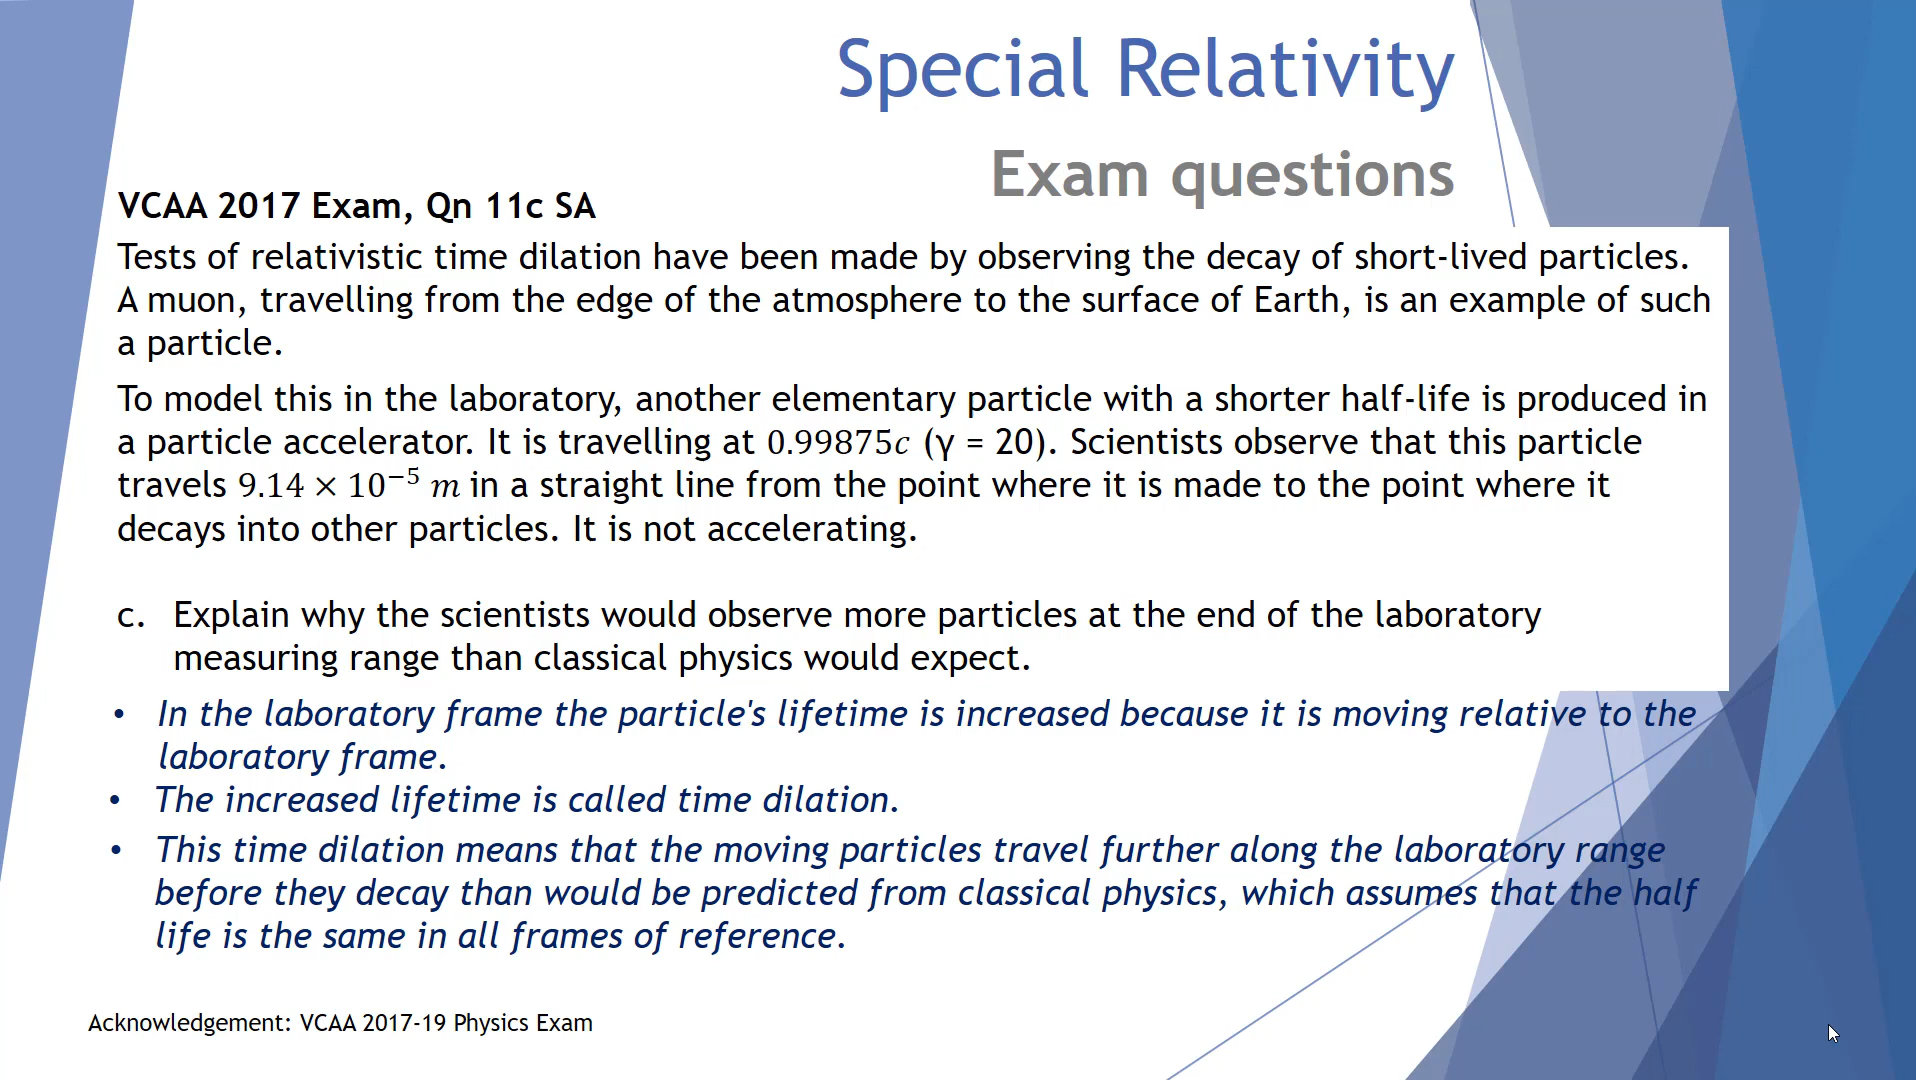 Special Relativity
Exam questions
VCAA 2017 Exam, Qn 11c SA
Tests of relativistic time dilation have been made by observing the decay of short-lived particles.
A muon, travelling from the edge of the atmosphere to the surface of Earth, is an example of such
a particle.
To model this in the laboratory, another elementary particle with a shorter half-life is produced in
a particle accelerator. It is travelling at 0.99875c (γ = 20). Scientists observe that this particle
travels 9.14 × 10⁻⁵ m in a straight line from the point where it is made to the point where it
decays into other particles. It is not accelerating.
c. Explain why the scientists would observe more particles at the end of the laboratory
measuring range than classical physics would expect.
• In the laboratory frame the particle's lifetime is increased because it is moving relative to the
laboratory frame.
• The increased lifetime is called time dilation.
• This time dilation means that the moving particles travel further along the laboratory range
before they decay than would be predicted from classical physics, which assumes that the half
life is the same in all frames of reference.
Acknowledgement: VCAA 2017-19 Physics Exam